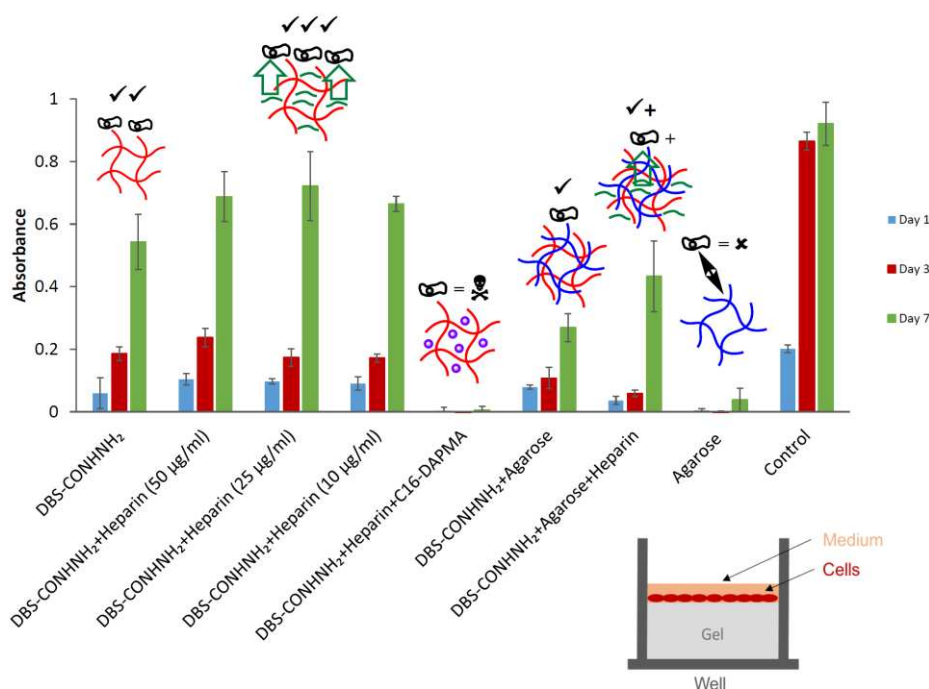 ✓✓✓
✓✓
✓+
+
✓
= ✘
= ☠
1
0.8
0.6
0.4
0.2
0
Absorbance
Day 1
Day 3
Day 7
DBS-CONHNH₂
DBS-CONHNH₂+Heparin (50 µg/ml)
DBS-CONHNH₂+Heparin (25 µg/ml)
DBS-CONHNH₂+Heparin (10 µg/ml)
DBS-CONHNH₂+Heparin+C16-DAPMA
DBS-CONHNH₂+Agarose
DBS-CONHNH₂+Agarose+Heparin
Agarose
Control
Medium
Cells
Gel
Well